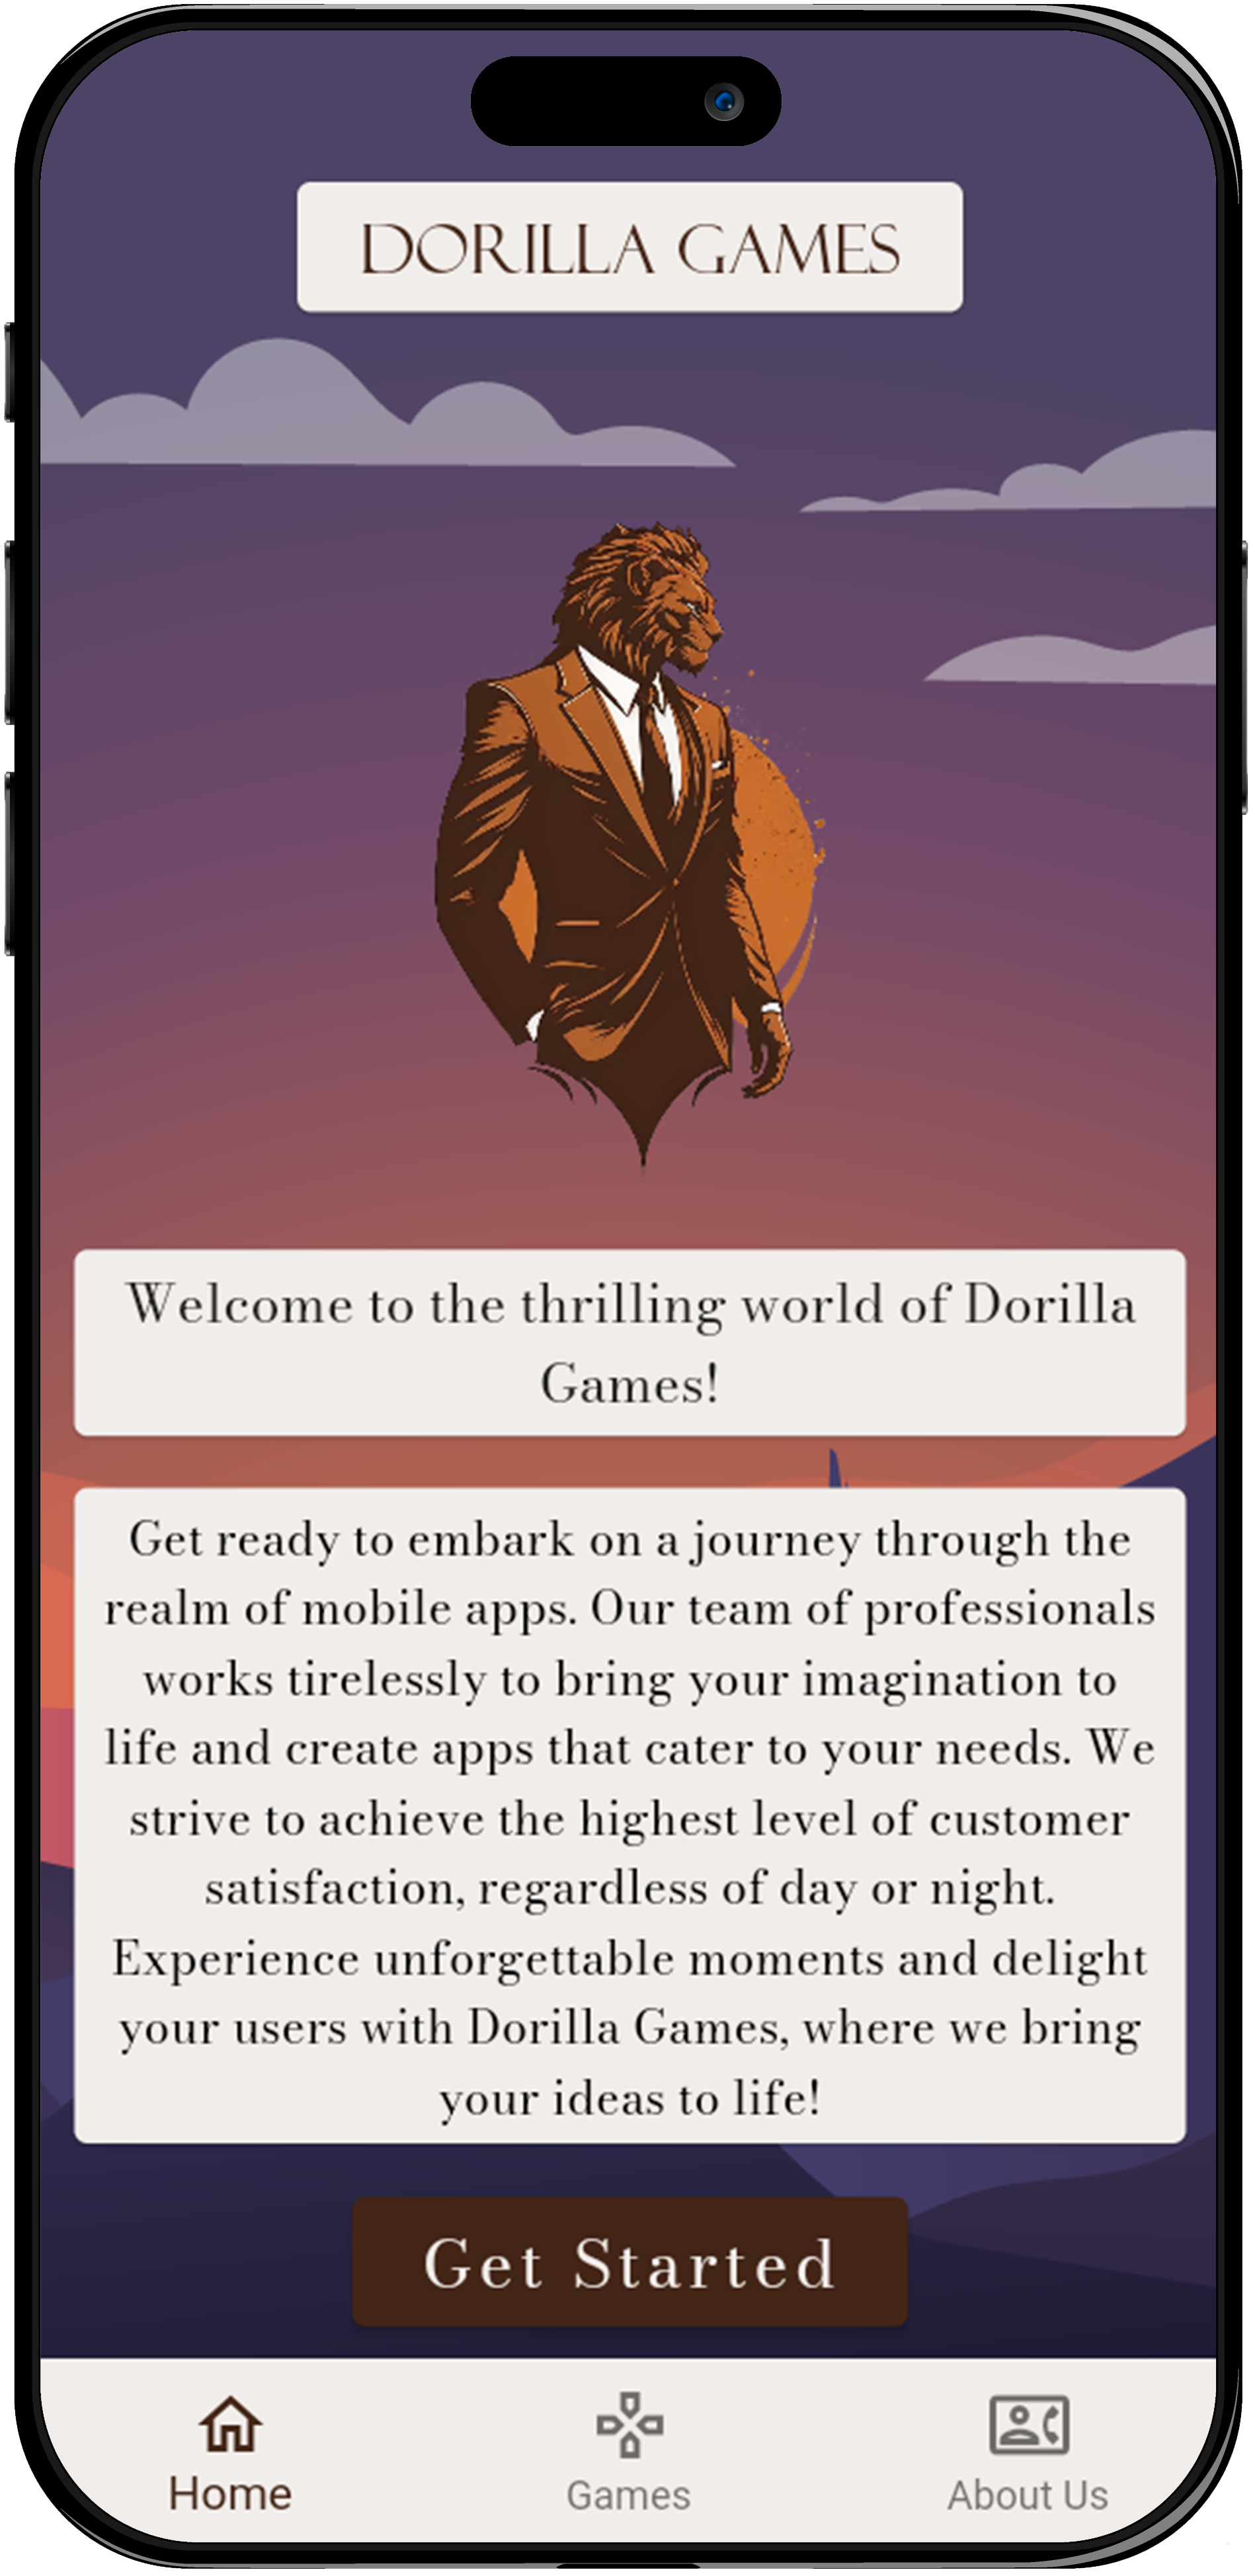 DORILLA GAMES
Welcome to the thrilling world of Dorilla
Games!
Get ready to embark on a journey through the
realm of mobile apps. Our team of professionals
works tirelessly to bring your imagination to
life and create apps that cater to your needs. We
strive to achieve the highest level of customer
satisfaction, regardless of day or night.
Experience unforgettable moments and delight
your users with Dorilla Games, where we bring
your ideas to life!
Get Started
Home
Games
About Us